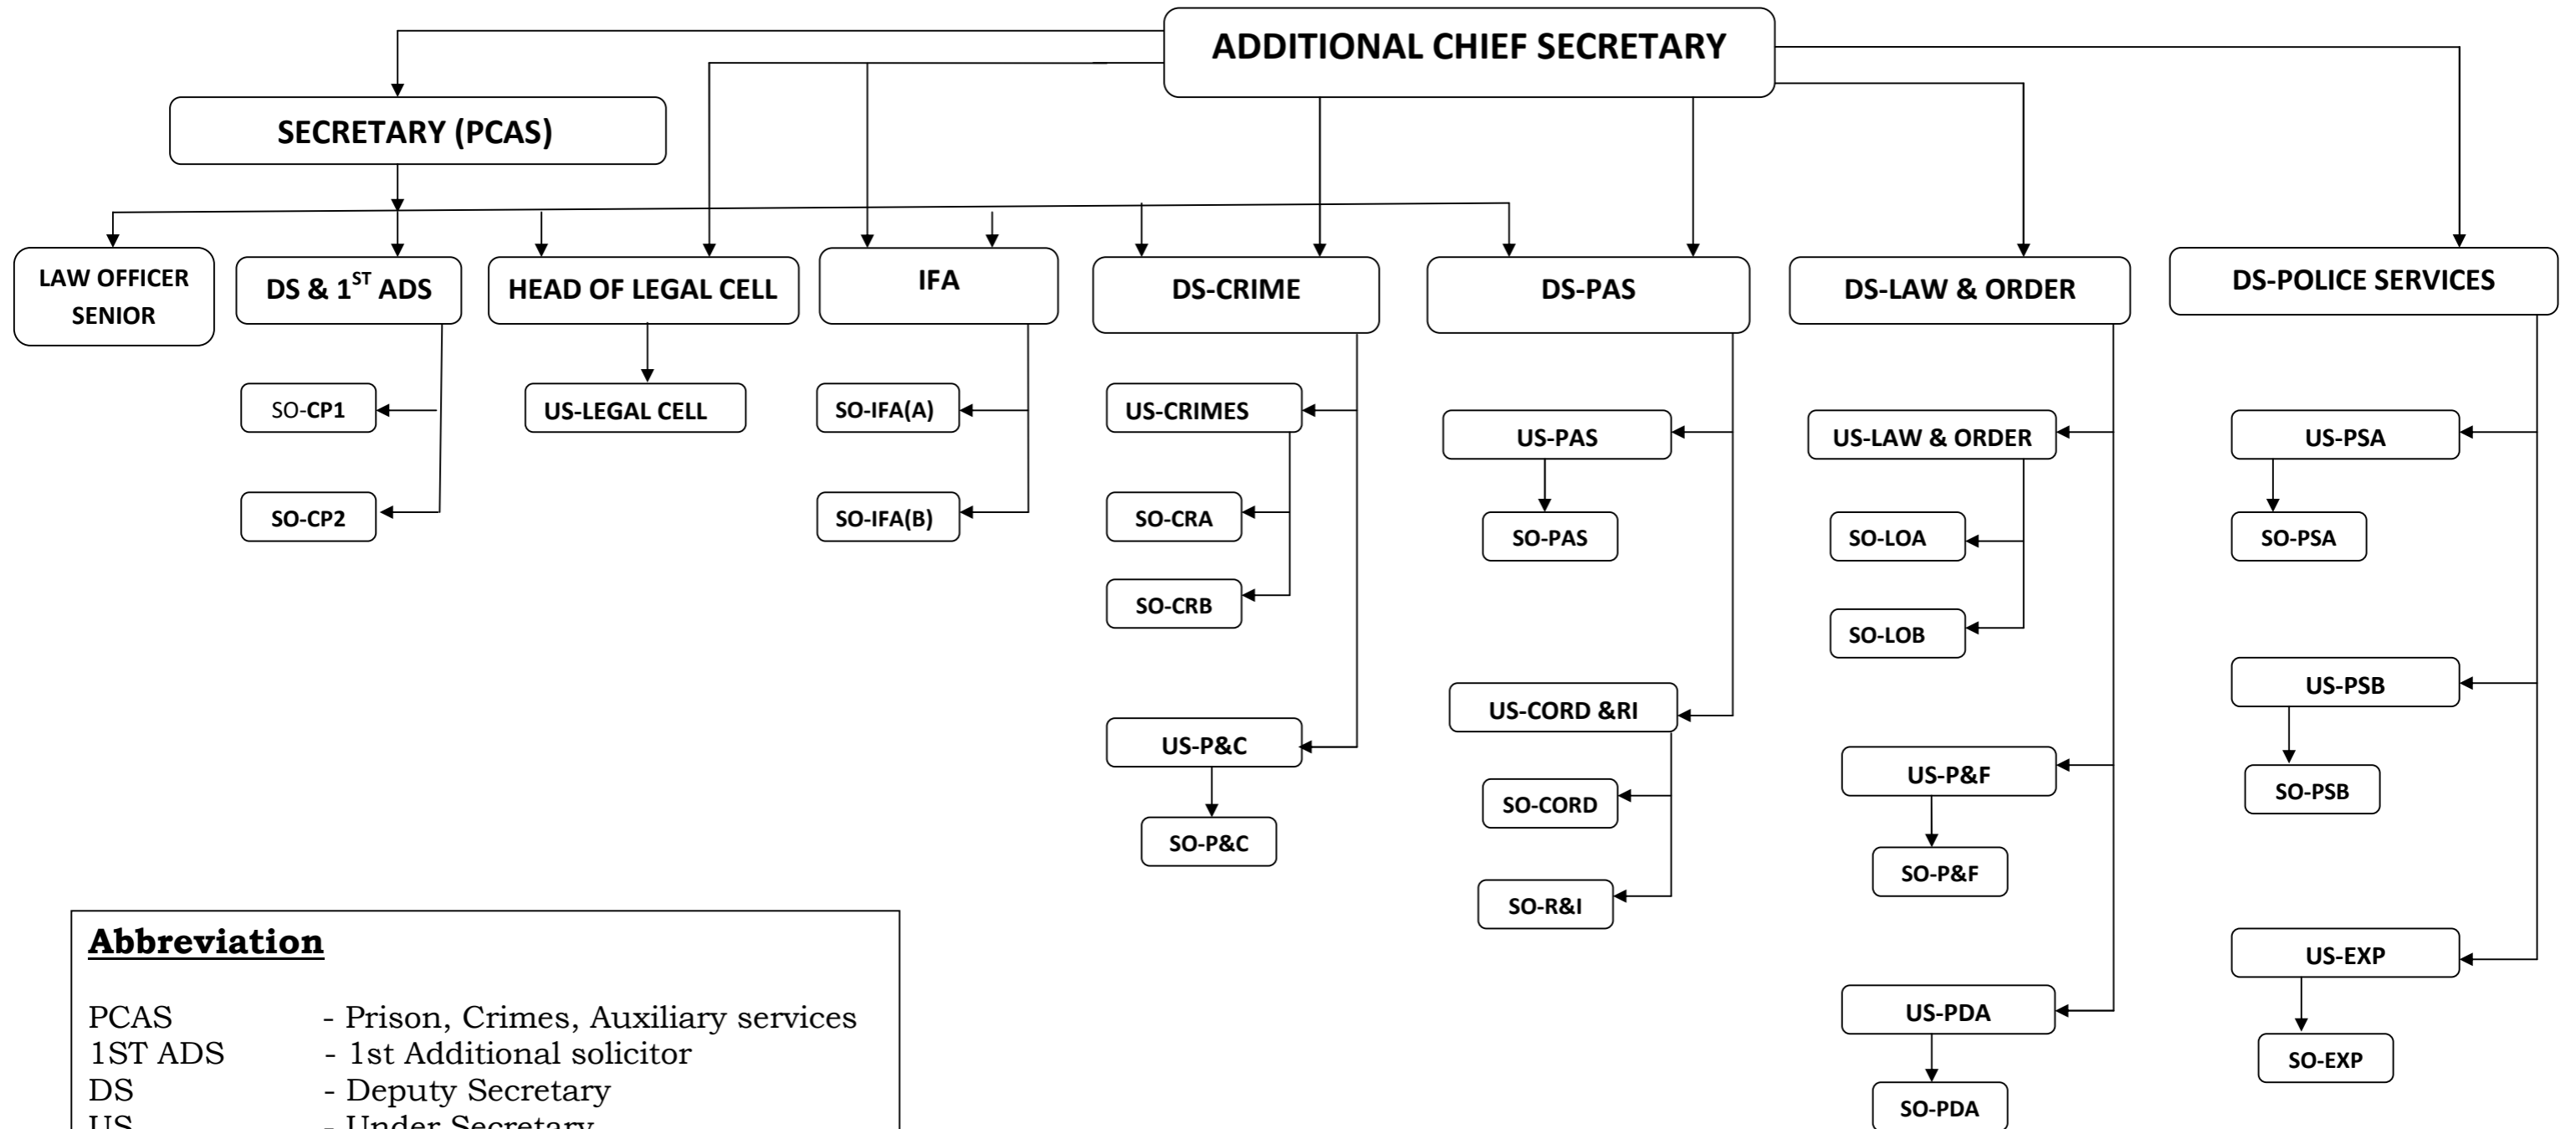 ADDITIONAL CHIEF SECRETARY
SECRETARY (PCAS)
LAW OFFICER
SENIOR
DS & 1ST ADS
HEAD OF LEGAL CELL
IFA
DS-CRIME
DS-PAS
DS-LAW & ORDER
DS-POLICE SERVICES
SO-CP1
SO-CP2
US-LEGAL CELL
SO-IFA(A)
SO-IFA(B)
US-CRIMES
SO-CRA
SO-CRB
US-P&C
SO-P&C
US-PAS
SO-PAS
US-CORD &RI
SO-CORD
SO-R&I
US-LAW & ORDER
SO-LOA
SO-LOB
US-P&F
SO-P&F
US-PDA
SO-PDA
US-PSA
SO-PSA
US-PSB
SO-PSB
US-EXP
SO-EXP
Abbreviation
PCAS - Prison, Crimes, Auxiliary services
1ST ADS - 1st Additional solicitor
DS - Deputy Secretary
US - Under Secretary